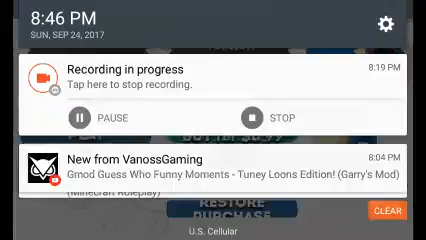 8:46 PM
SUN, SEP 24, 2017
Recording in progress
8:19 PM
Tap here to stop recording.
PAUSE
STOP
New from VanossGaming
8:04 PM
Gmod Guess Who Funny Moments - Tuney Loons Edition! (Garry's Mod)
(Minecraft Roleplay)
RESTORE
PURCHASE
CLEAR
U.S. Cellular